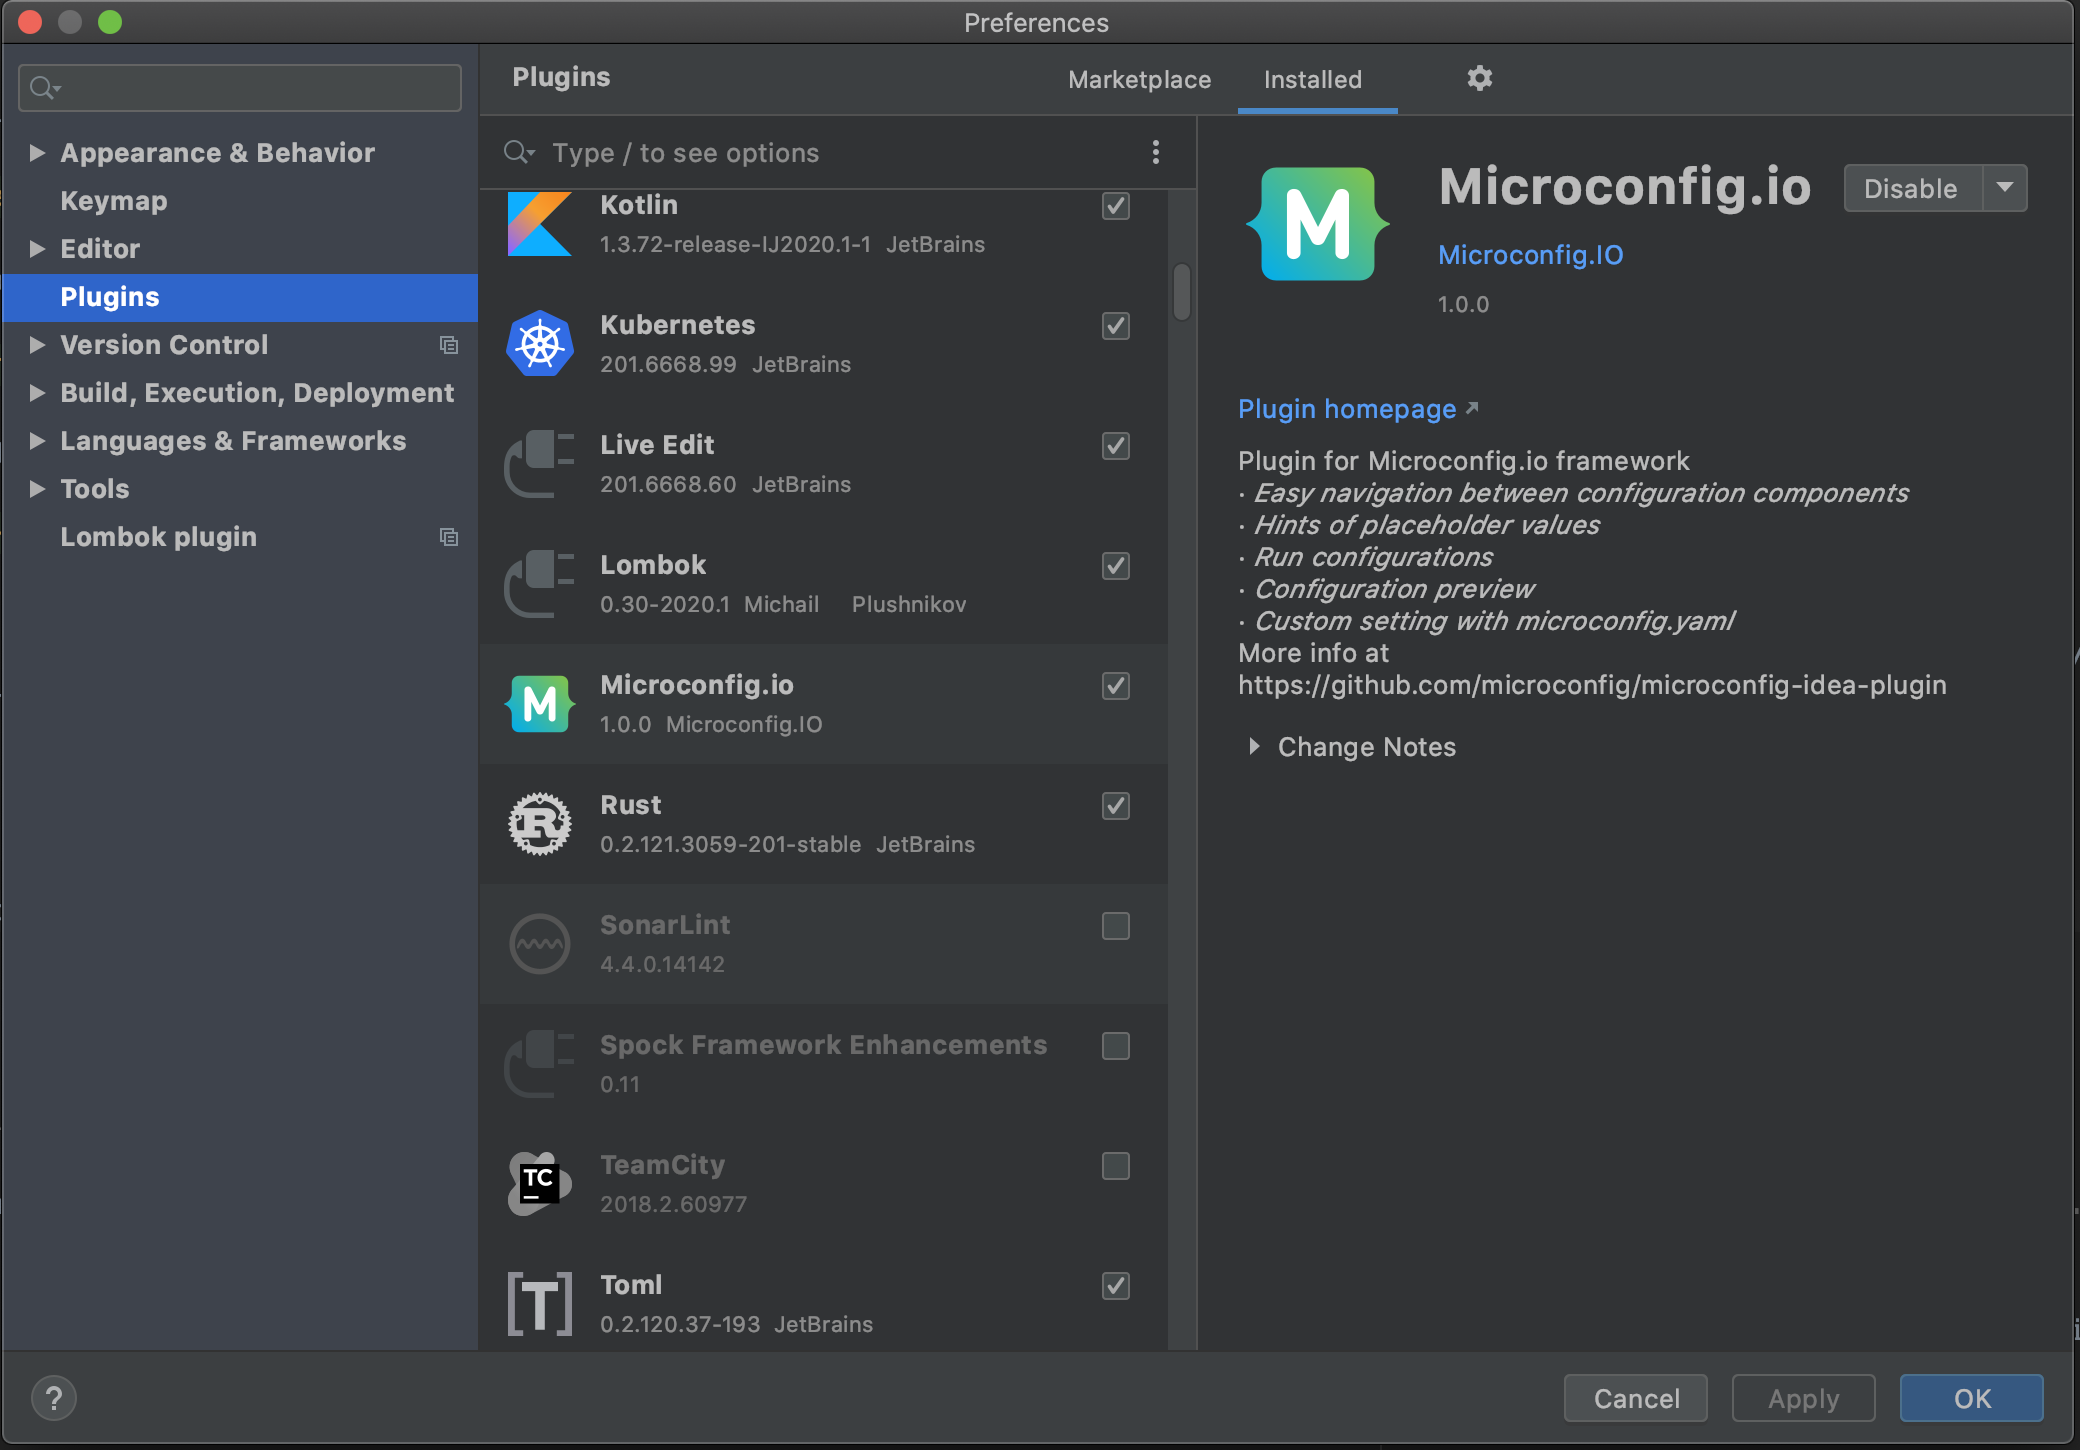 Preferences
Appearance & Behavior
Keymap
Editor
Plugins
Version Control
Build, Execution, Deployment
Languages & Frameworks
Tools
Lombok plugin
Plugins
Marketplace
Installed
Type / to see options
Kotlin
1.3.72-release-IJ2020.1-1 JetBrains
Kubernetes
201.6668.99 JetBrains
Live Edit
201.6668.60 JetBrains
Lombok
0.30-2020.1 Michail Plushnikov
M
Microconfig.io
1.0.0 Microconfig.IO
R
Rust
0.2.121.3059-201-stable JetBrains
SonarLint
4.4.0.14142
Spock Framework Enhancements
0.11
TC
TeamCity
2018.2.60977
[T]
Toml
0.2.120.37-193 JetBrains
M
Microconfig.io
Disable
Microconfig.IO
1.0.0
Plugin homepage
Plugin for Microconfig.io framework
· Easy navigation between configuration components
· Hints of placeholder values
· Run configurations
· Configuration preview
· Custom setting with microconfig.yaml
More info at
https://github.com/microconfig/microconfig-idea-plugin
Change Notes
?
Cancel
Apply
OK